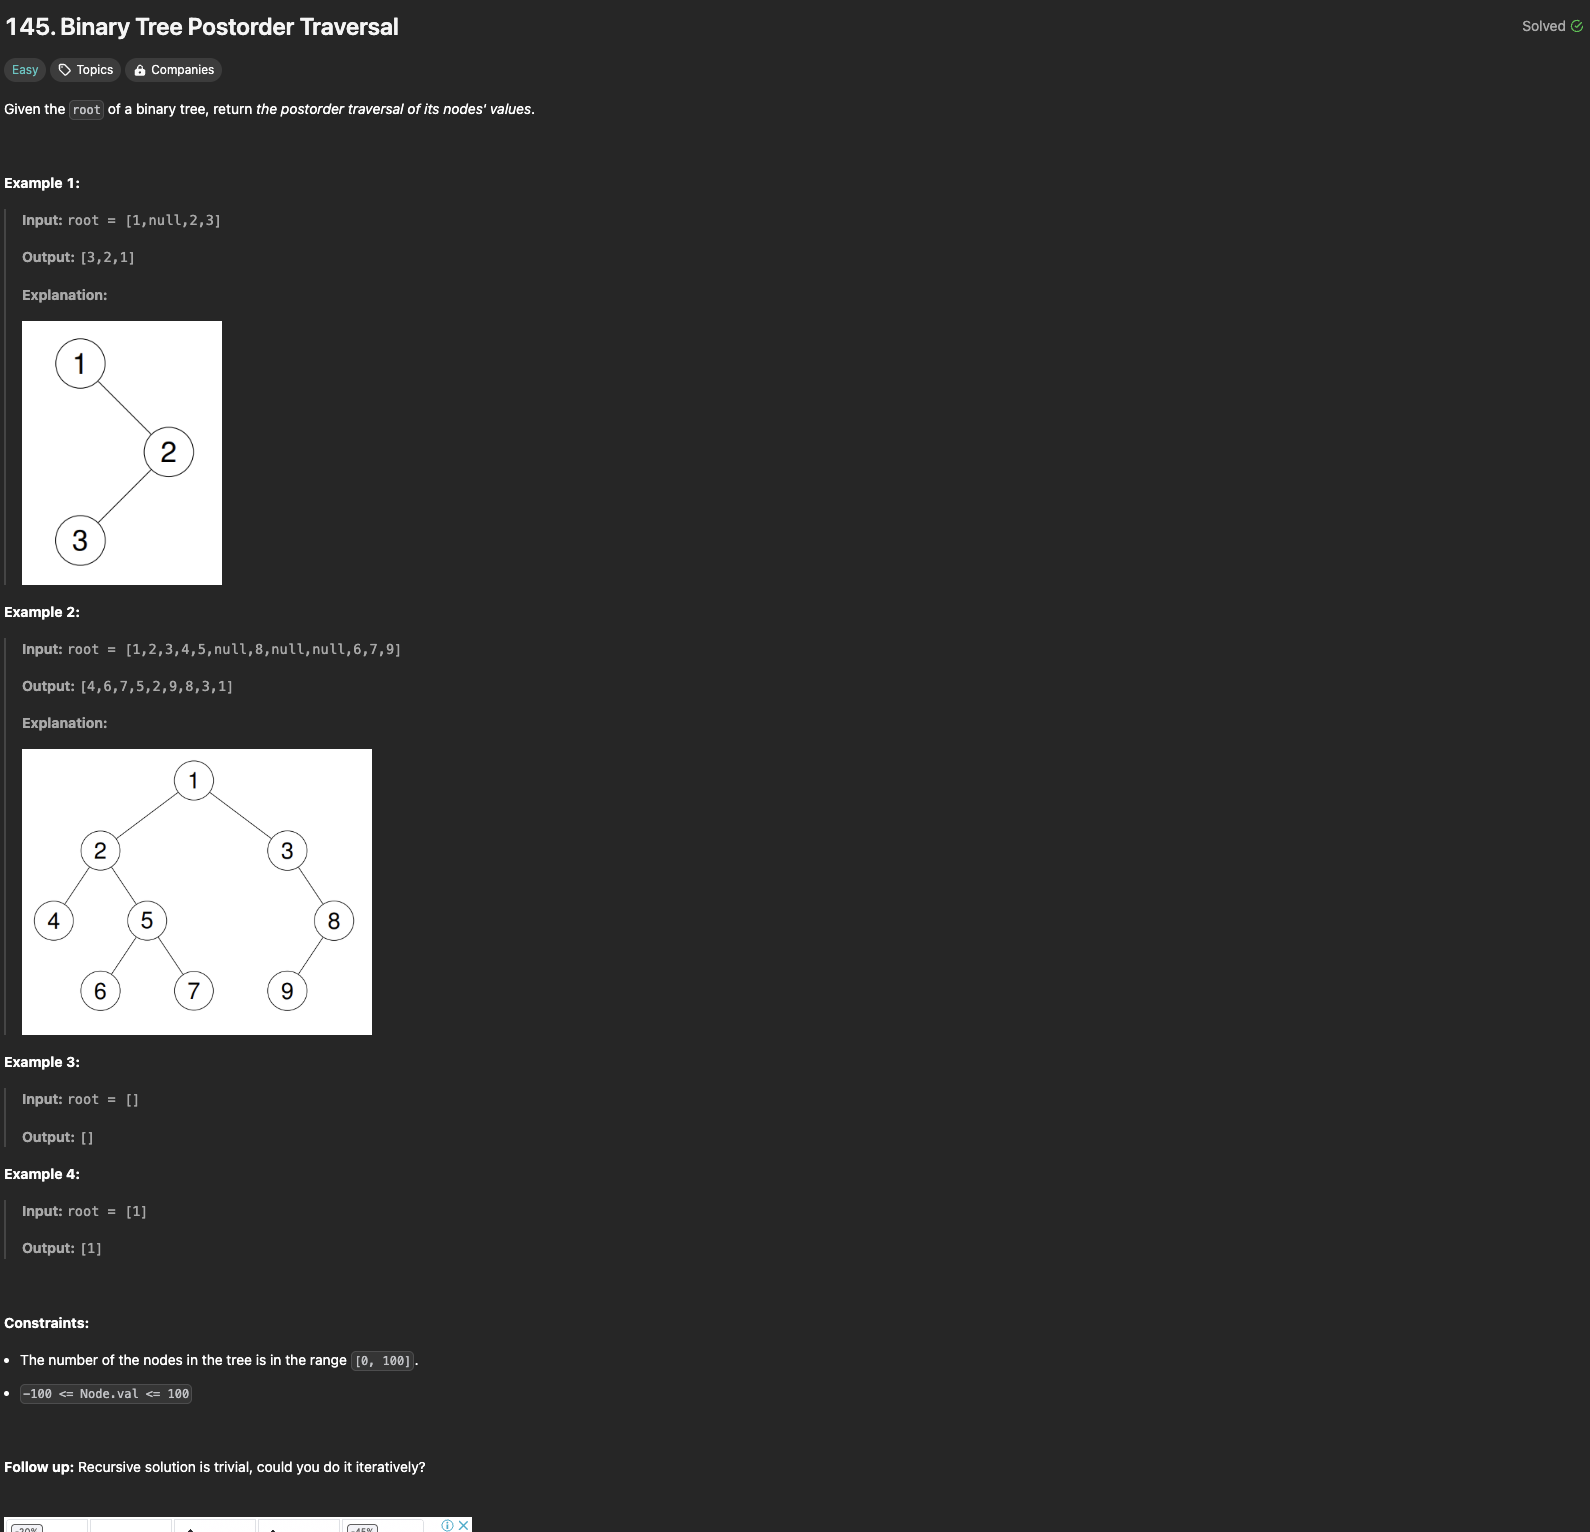 145. Binary Tree Postorder Traversal
Solved
Easy
Topics
Companies
Given the root of a binary tree, return the postorder traversal of its nodes' values.
Example 1:
Input: root = [1,null,2,3]
Output: [3,2,1]
Explanation:
1
2
3
Example 2:
Input: root = [1,2,3,4,5,null,8,null,null,6,7,9]
Output: [4,6,7,5,2,9,8,3,1]
Explanation:
1
2 3
4 5 8
6 7 9
Example 3:
Input: root = []
Output: []
Example 4:
Input: root = [1]
Output: [1]
Constraints:
• The number of the nodes in the tree is in the range [0, 100].
• -100 <= Node.val <= 100
Follow up: Recursive solution is trivial, could you do it iteratively?